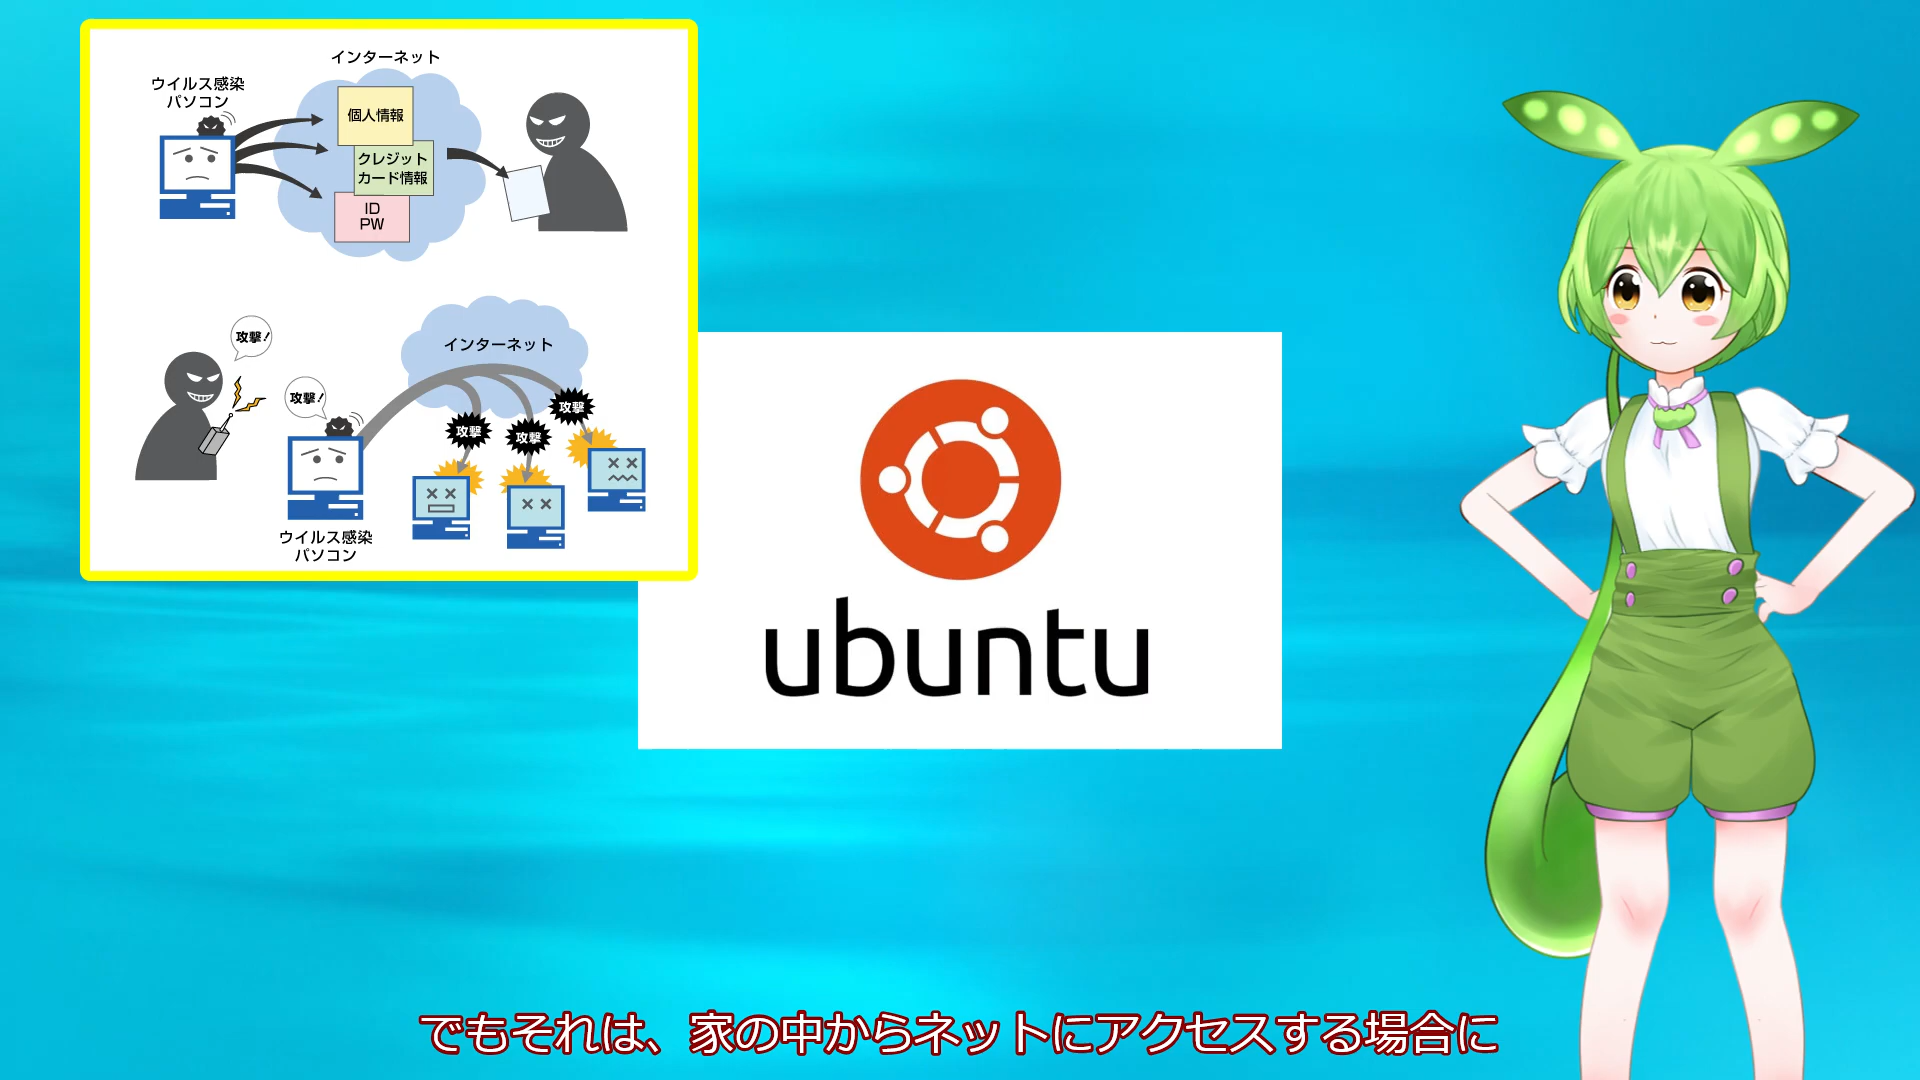 インターネット
ウイルス感染
パソコン
個人情報
クレジット
カード情報
ID
PW
攻撃!
インターネット
攻撃!
攻撃
攻撃
攻撃
ウイルス感染
パソコン
ubuntu
でもそれは、家の中からネットにアクセスする場合に